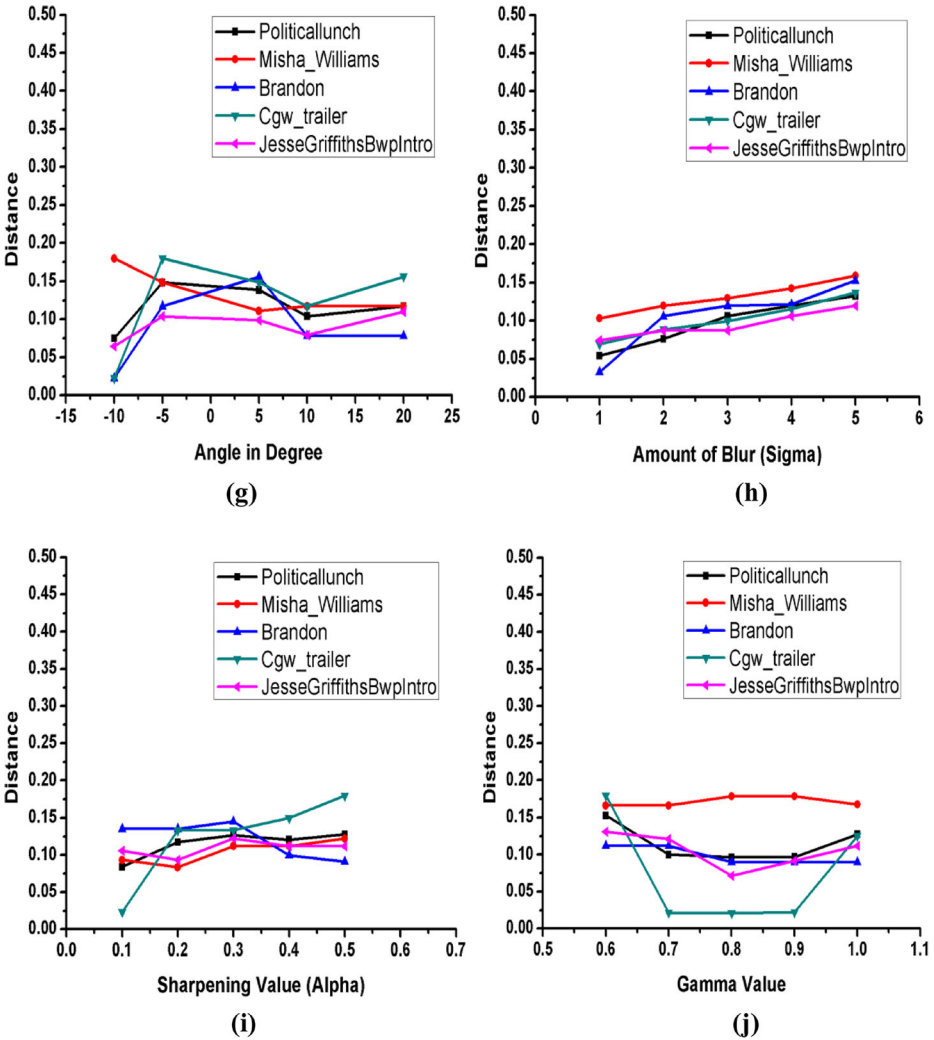 0.50
0.45
0.40
0.35
0.30
0.25
0.20
0.15
0.10
0.05
0.00
Distance
Politicallunch
Misha_Williams
Brandon
Cgw_trailer
JesseGriffithsBwpIntro
-15 -10 -5 0 5 10 15 20 25
Angle in Degree
(g)
0.50
0.45
0.40
0.35
0.30
0.25
0.20
0.15
0.10
0.05
0.00
Distance
Politicallunch
Misha_Williams
Brandon
Cgw_trailer
JesseGriffithsBwpIntro
0 1 2 3 4 5 6
Amount of Blur (Sigma)
(h)
0.50
0.45
0.40
0.35
0.30
0.25
0.20
0.15
0.10
0.05
0.00
Distance
Politicallunch
Misha_Williams
Brandon
Cgw_trailer
JesseGriffithsBwpIntro
0.0 0.1 0.2 0.3 0.4 0.5 0.6 0.7
Sharpening Value (Alpha)
(i)
0.50
0.45
0.40
0.35
0.30
0.25
0.20
0.15
0.10
0.05
0.00
Distance
Politicallunch
Misha_Williams
Brandon
Cgw_trailer
JesseGriffithsBwpIntro
0.5 0.6 0.7 0.8 0.9 1.0 1.1
Gamma Value
(j)